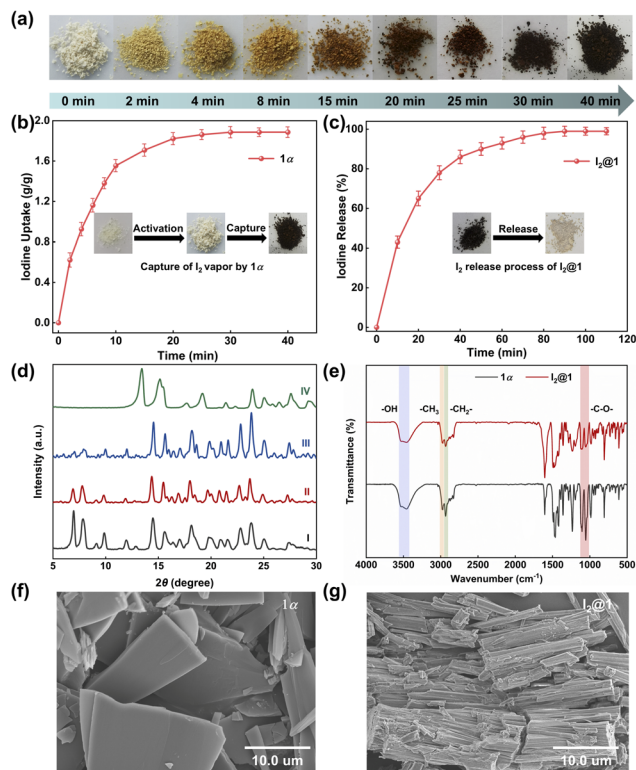 (a)
0 min 2 min 4 min 8 min 15 min 20 min 25 min 30 min 40 min
(b)
2.0
1.6
1.2
0.8
0.4
0.0
Iodine Uptake (g/g)
1α
Activation Capture
Capture of I₂ vapor by 1α
0 10 20 30 40
Time (min)
(c)
100
80
60
40
20
0
Iodine Release (%)
I₂@1
Release
I₂ release process of I₂@1
0 20 40 60 80 100 120
Time (min)
(d)
Intensity (a.u.)
IV
III
II
I
5 10 15 20 25 30
2θ (degree)
(e)
Transmittance (%)
1α I₂@1
-OH -CH₃ -CH₂- -C-O-
4000 3500 3000 2500 2000 1500 1000 500
Wavenumber (cm⁻¹)
(f)
1α
10.0 um
(g)
I₂@1
10.0 um